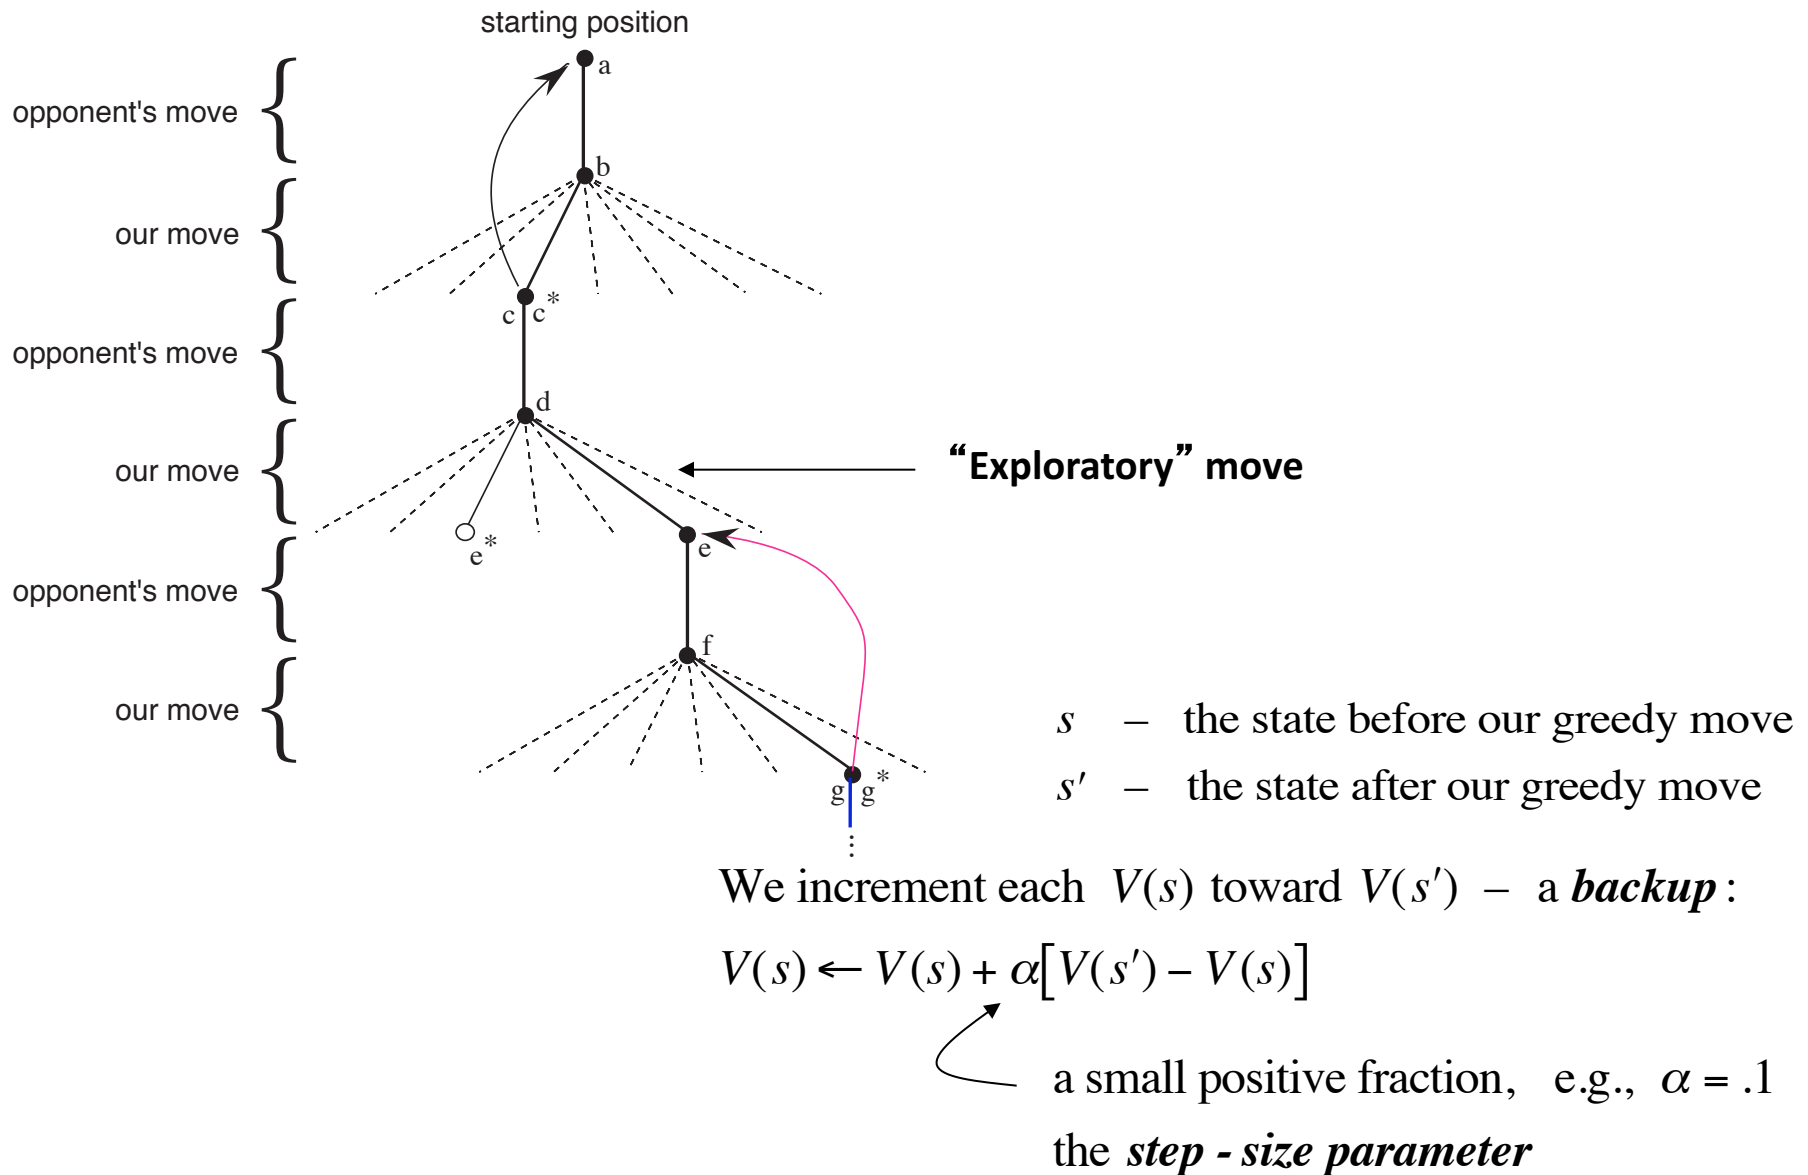 starting position
a
opponent's move {
b
our move {
c c*
opponent's move {
d
our move {
“Exploratory” move
e*
e
opponent's move {
f
our move {
g g*
⋮
s – the state before our greedy move
s′ – the state after our greedy move
We increment each V(s) toward V(s′) – a backup:
V(s) ← V(s) + α[V(s′) – V(s)]
a small positive fraction, e.g., α = .1
the step - size parameter